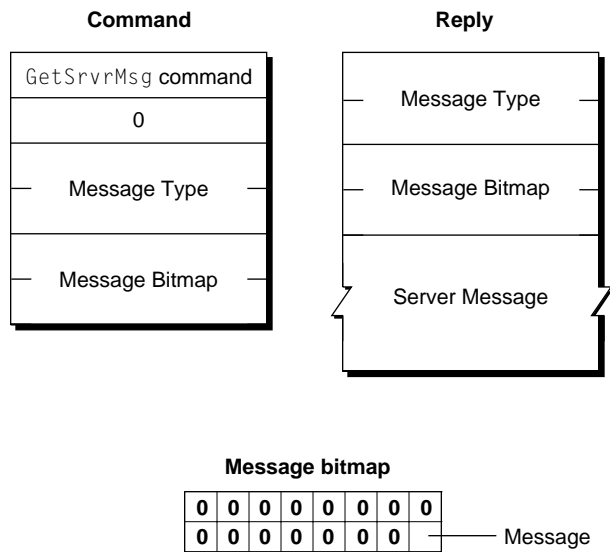 Command
GetSrvrMsg command
0
Message Type
Message Bitmap
Reply
Message Type
Message Bitmap
Server Message
Message bitmap
0 0 0 0 0 0 0 0
0 0 0 0 0 0 0
Message